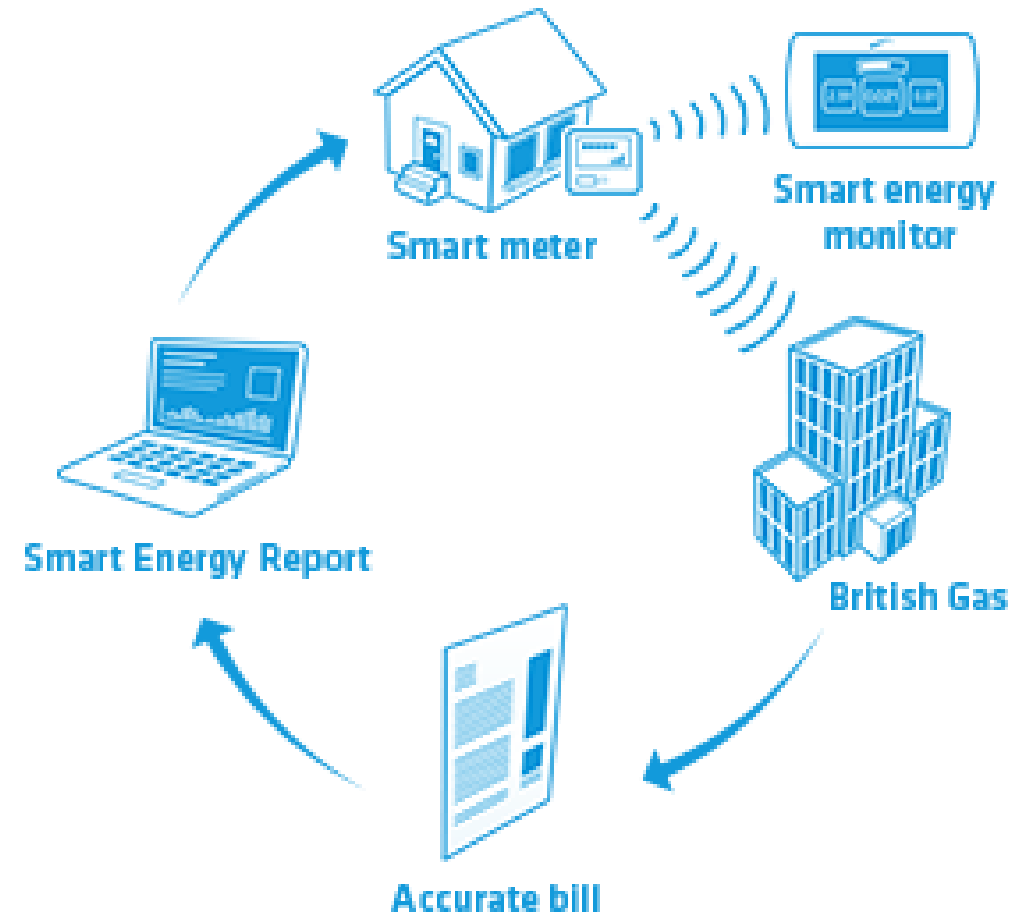 Smart meter
Smart energy
monitor
British Gas
Accurate bill
Smart Energy Report